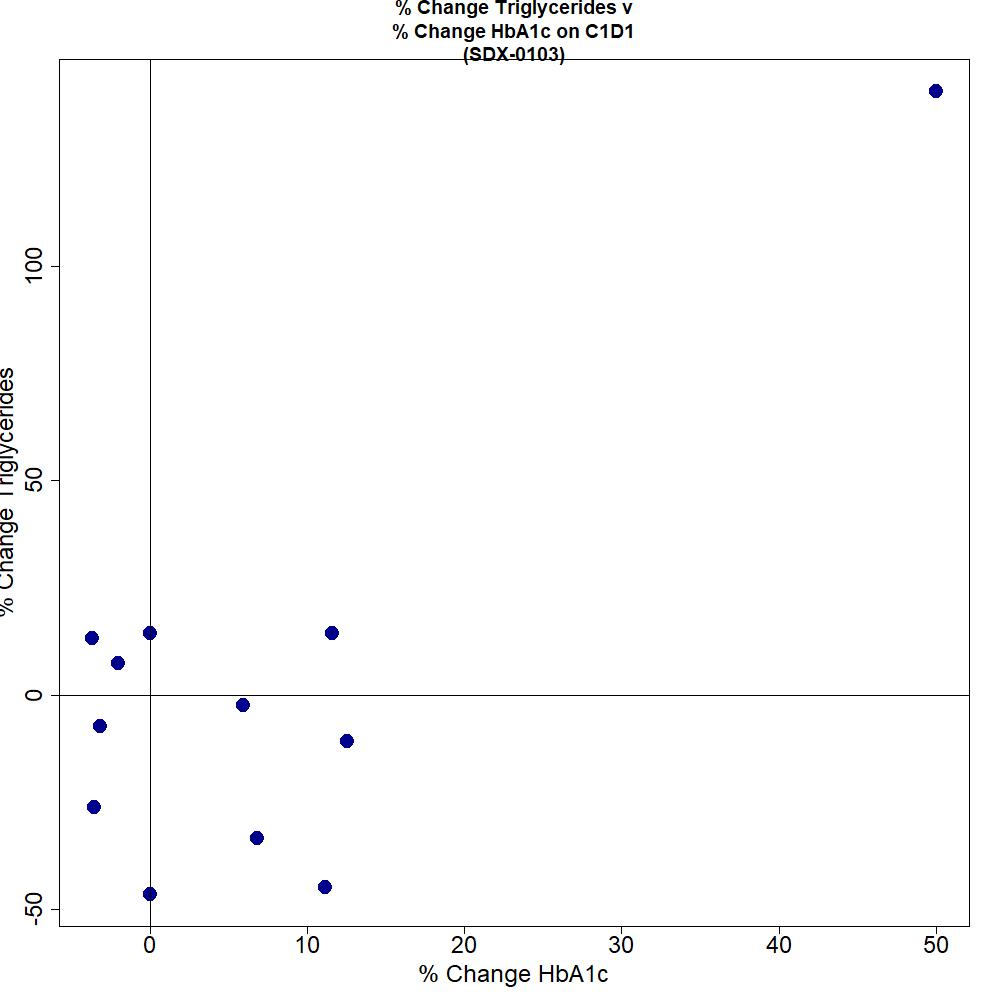 % Change Triglycerides v
% Change HbA1c on C1D1
(SDX-0103)
% Change Triglycerides
100
50
0
-50
0 10 20 30 40 50
% Change HbA1c